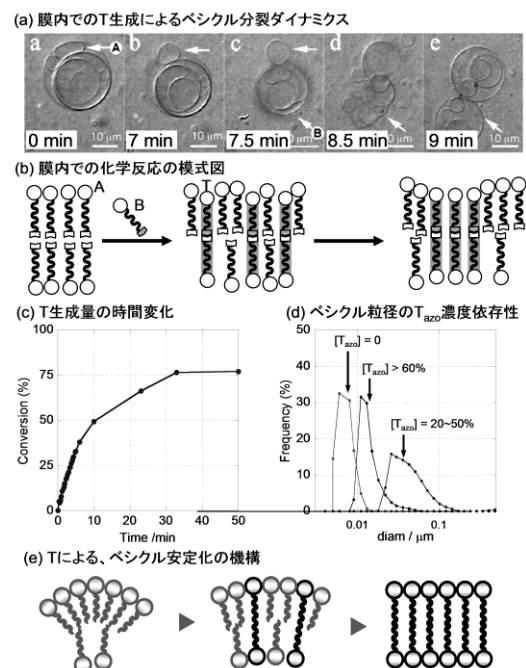 (a) 膜内でのT生成によるベシクル分裂ダイナミクス
a b c d e
A
B
0 min 7 min 7.5 min 8.5 min 9 min
10 μm 10 μm 10 μm 10 μm 10 μm
(b) 膜内での化学反応の模式図
A B T
(c) T生成量の時間変化
Conversion (%)
100
75
50
25
0
0 10 20 30 40 50
Time /min
(d) ベシクル粒径のTazo濃度依存性
[Tazo] = 0
[Tazo] > 60%
[Tazo] = 20~50%
Frequency (%)
50
40
30
20
10
0
0.01 0.1
diam / μm
(e) Tによる、ベシクル安定化の機構